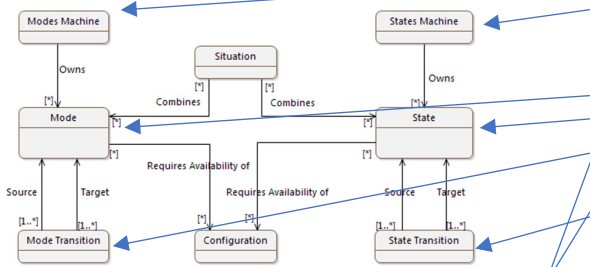 Modes Machine
States Machine
Situation
Owns
Owns
[*]
[*]
[*]
[*]
Combines
Combines
Mode
State
[*]
[*]
[*]
[*]
Requires Availability of
Source
Target
Requires Availability of
Source
Target
[1..*]
[1..*]
[*]
[*]
[1..*]
[1..*]
Mode Transition
Configuration
State Transition